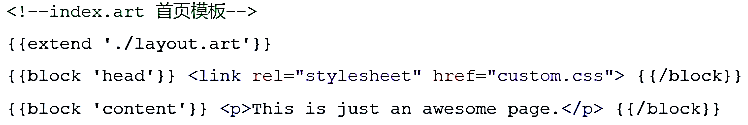 <!--index.art 首页模板-->
{{extend './layout.art'}}
{{block 'head'}} <link rel="stylesheet" href="custom.css"> {{/block}}
{{block 'content'}} <p>This is just an awesome page.</p> {{/block}}